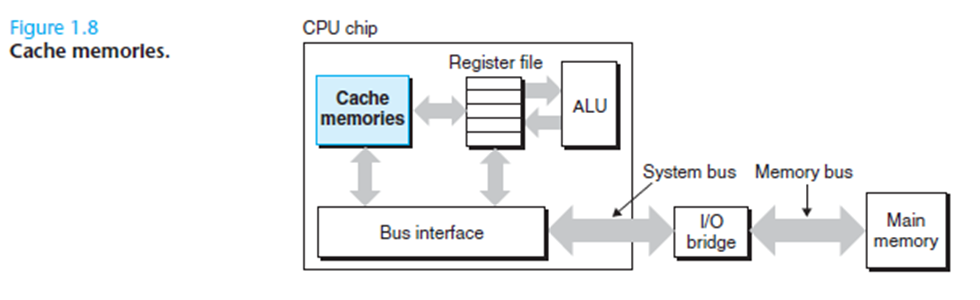 Figure 1.8
Cache memories.
CPU chip
Register file
Cache
memories
ALU
System bus
Memory bus
Bus interface
I/O
bridge
Main
memory